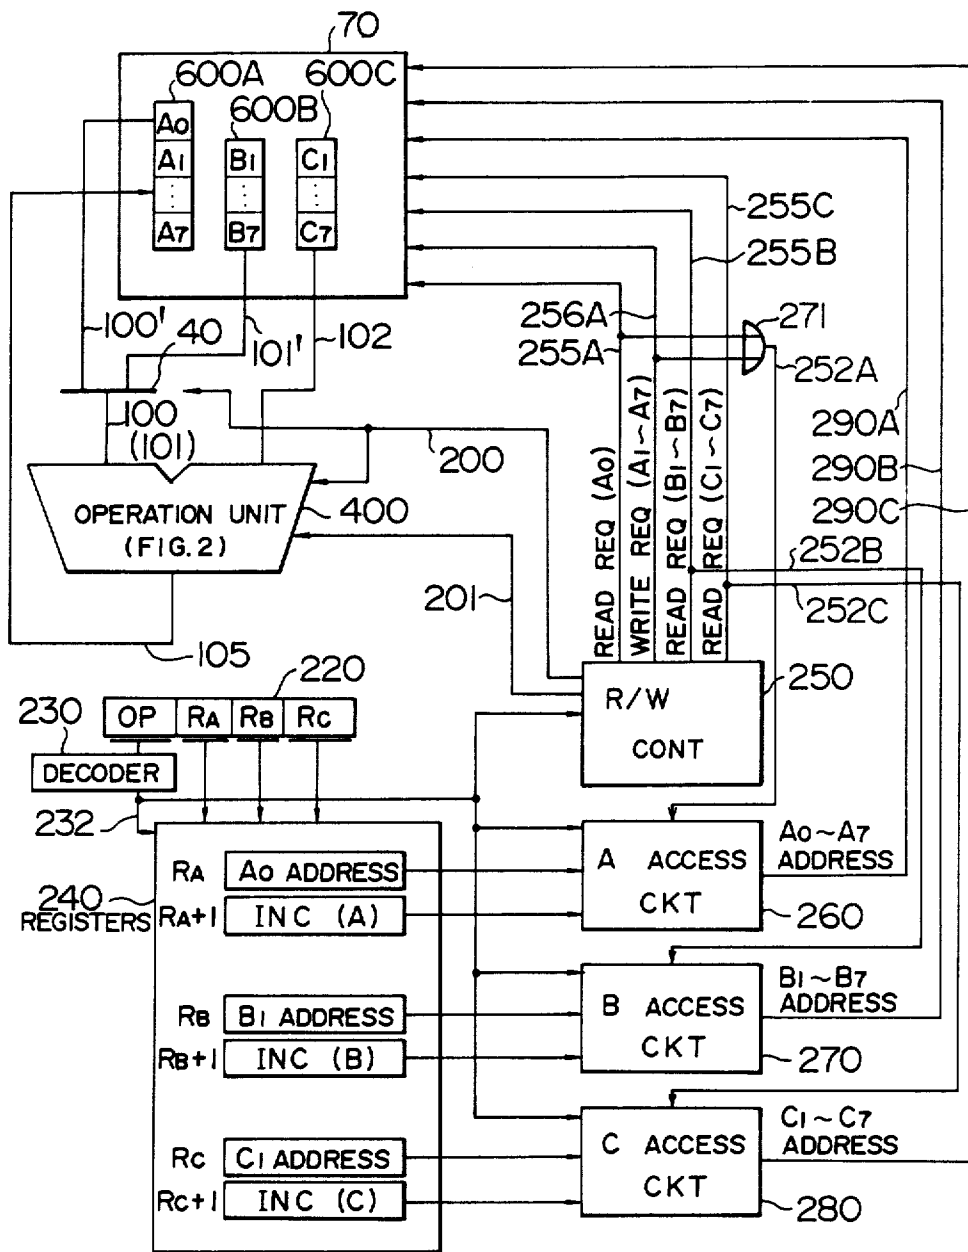 70
600A
600B
600C
A0
A1
B1
C1
A7
B7
C7
255C
255B
256A
255A
271
252A
100'
40
101'
102
100
(101)
200
290A
290B
290C
OPERATION UNIT
(FIG.2)
400
READ REQ (A0)
WRITE REQ (A1~A7)
READ REQ (B1~B7)
READ REQ (C1~C7)
252B
252C
201
105
220
250
R/W
CONT
230
OP RA RB RC
DECODER
232
240
REGISTERS
RA A0 ADDRESS
RA+1 INC (A)
A ACCESS
CKT
A0~A7
ADDRESS
260
RB B1 ADDRESS
RB+1 INC (B)
B ACCESS
CKT
B1~B7
ADDRESS
270
RC C1 ADDRESS
RC+1 INC (C)
C ACCESS
CKT
C1~C7
ADDRESS
280